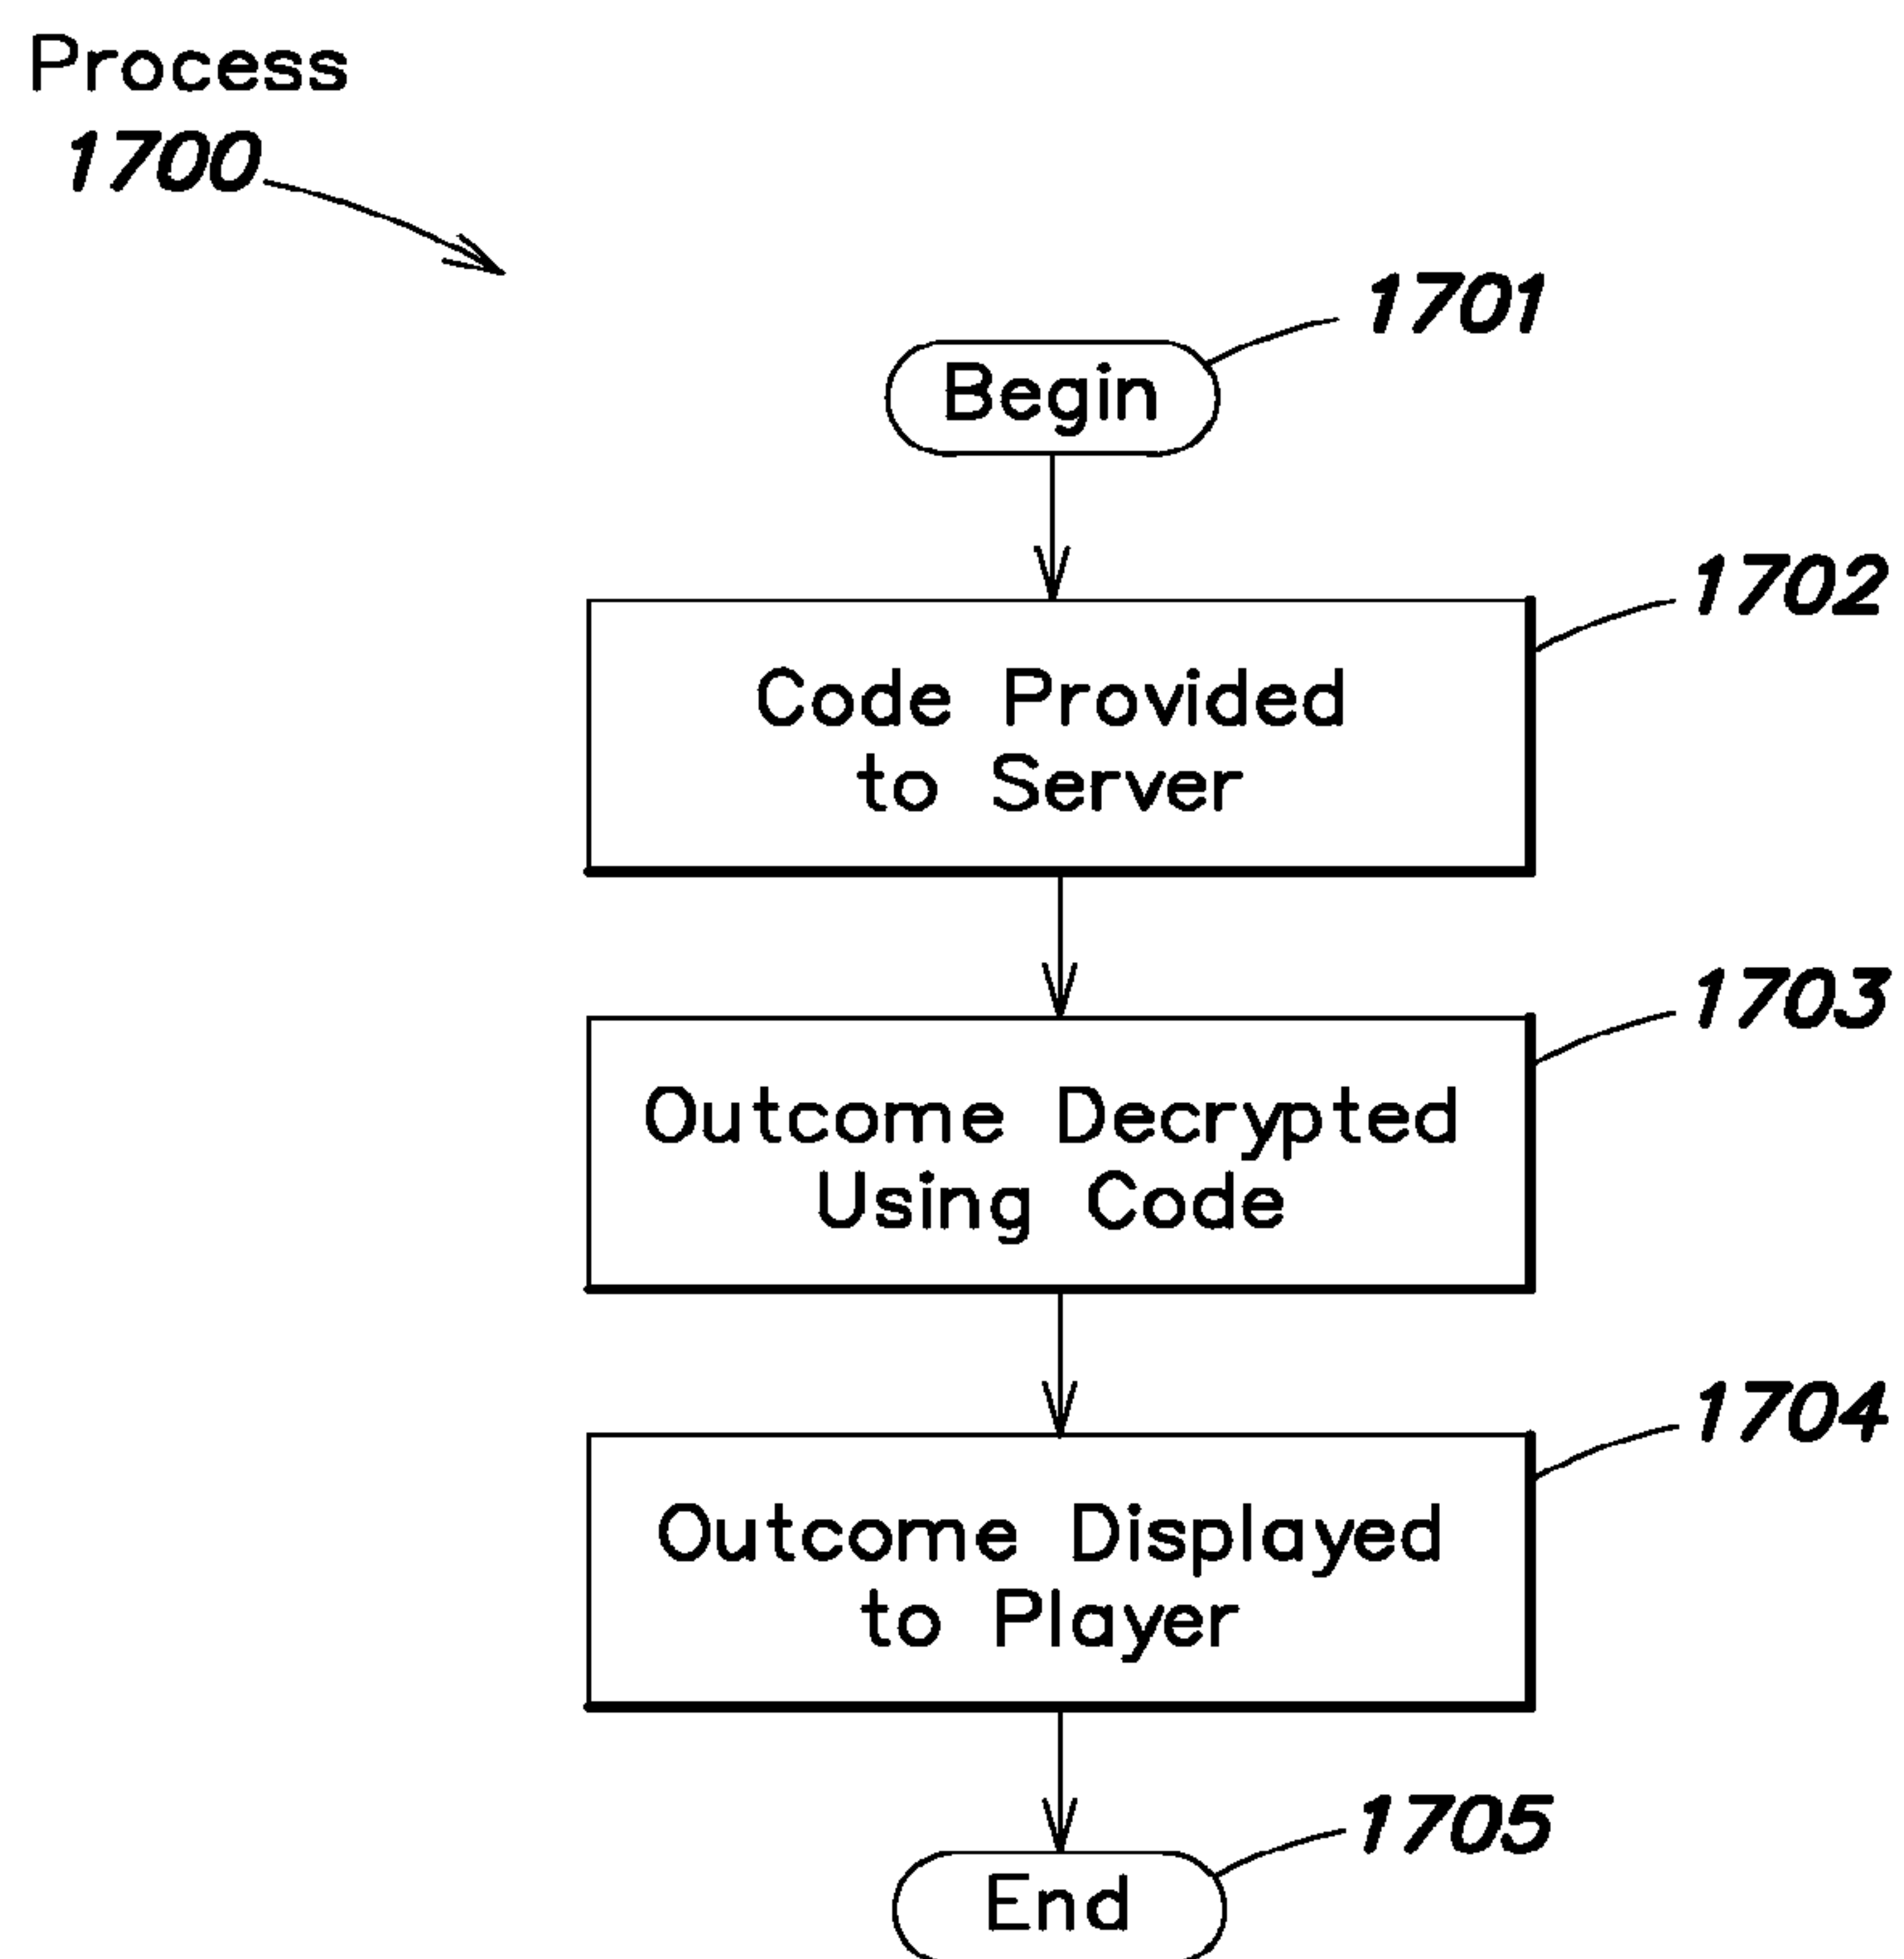 Process
1700
1701
Begin
1702
Code Provided
to Server
1703
Outcome Decrypted
Using Code
1704
Outcome Displayed
to Player
1705
End